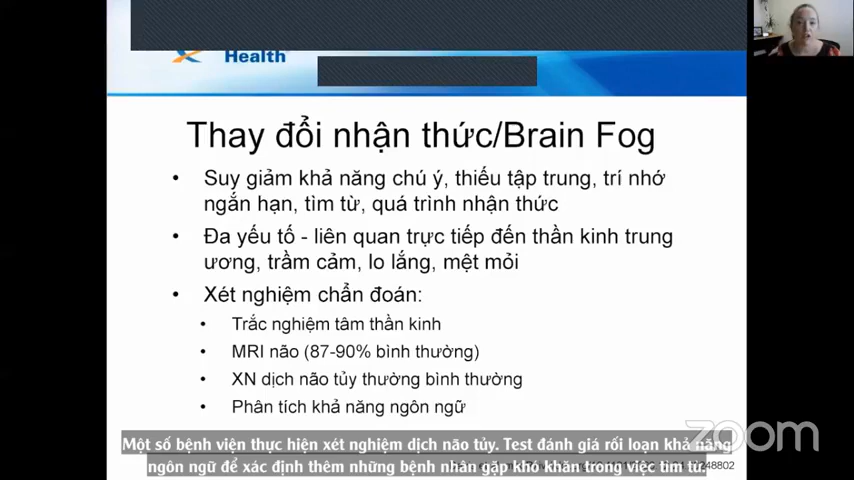 Health
Thay đổi nhận thức/Brain Fog
• Suy giảm khả năng chú ý, thiếu tập trung, trí nhớ
ngắn hạn, tìm từ, quá trình nhận thức
• Đa yếu tố - liên quan trực tiếp đến thần kinh trung
ương, trầm cảm, lo lắng, mệt mỏi
• Xét nghiệm chẩn đoán:
• Trắc nghiệm tâm thần kinh
• MRI não (87-90% bình thường)
• XN dịch não tủy thường bình thường
• Phân tích khả năng ngôn ngữ
zoom
Một số bệnh viện thực hiện xét nghiệm dịch não tủy. Test đánh giá rối loạn khả năng
ngôn ngữ để xác định thêm những bệnh nhân gặp khó khăn trong việc tìm từ
248802